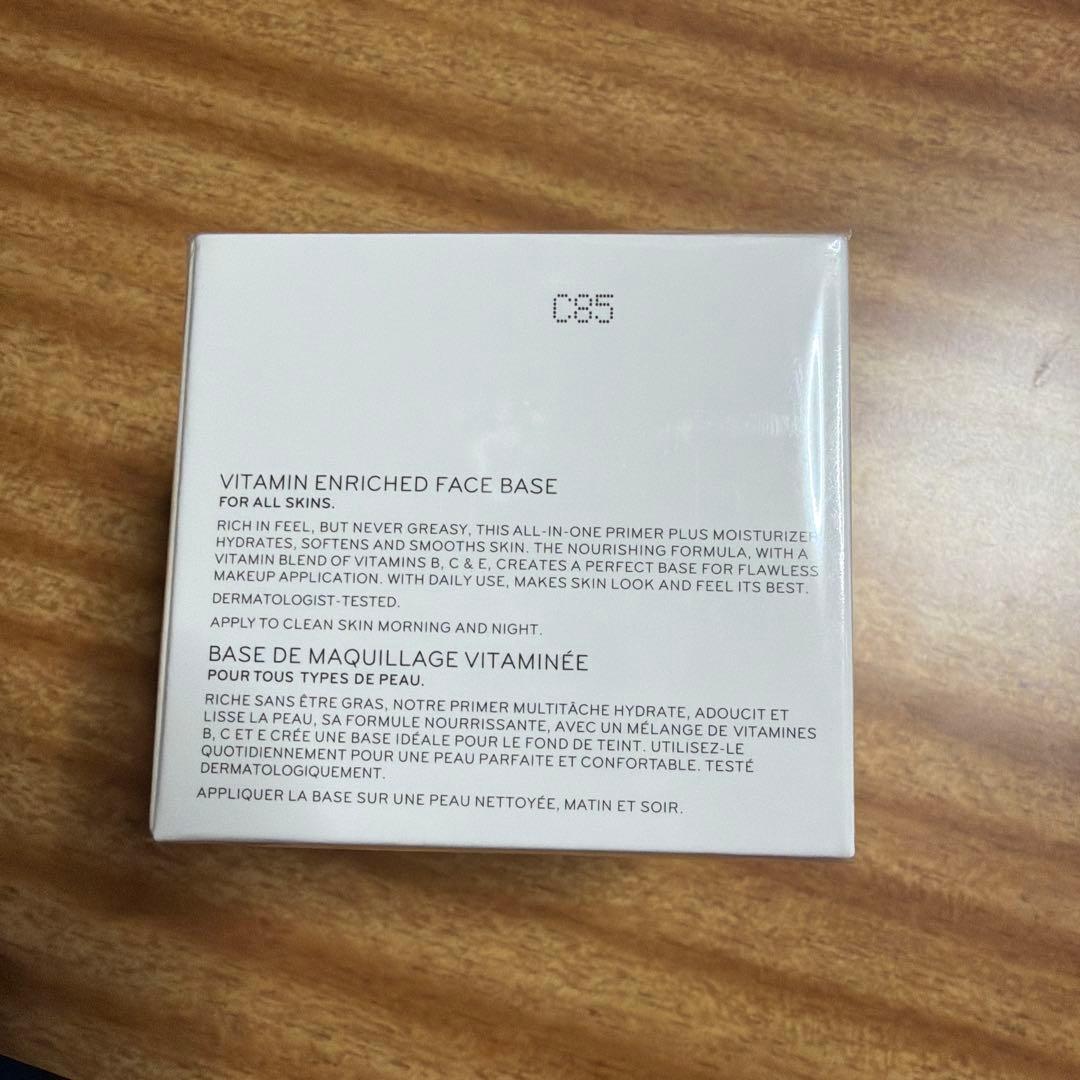 C85
VITAMIN ENRICHED FACE BASE
FOR ALL SKINS.
RICH IN FEEL, BUT NEVER GREASY, THIS ALL-IN-ONE PRIMER PLUS MOISTURIZER
HYDRATES, SOFTENS AND SMOOTHS SKIN. THE NOURISHING FORMULA, WITH A
VITAMIN BLEND OF VITAMINS B, C & E, CREATES A PERFECT BASE FOR FLAWLESS
MAKEUP APPLICATION. WITH DAILY USE, MAKES SKIN LOOK AND FEEL ITS BEST.
DERMATOLOGIST-TESTED.
APPLY TO CLEAN SKIN MORNING AND NIGHT.
BASE DE MAQUILLAGE VITAMINÉE
POUR TOUS TYPES DE PEAU.
RICHE SANS ÊTRE GRAS, NOTRE PRIMER MULTITÂCHE HYDRATE, ADOUCIT ET
LISSE LA PEAU, SA FORMULE NOURRISSANTE, AVEC UN MÉLANGE DE VITAMINES
B, C ET E CRÉE UNE BASE IDÉALE POUR LE FOND DE TEINT. UTILISEZ-LE
QUOTIDIENNEMENT POUR UNE PEAU PARFAITE ET CONFORTABLE. TESTÉ
DERMATOLOGIQUEMENT.
APPLIQUER LA BASE SUR UNE PEAU NETTOYÉE, MATIN ET SOIR.